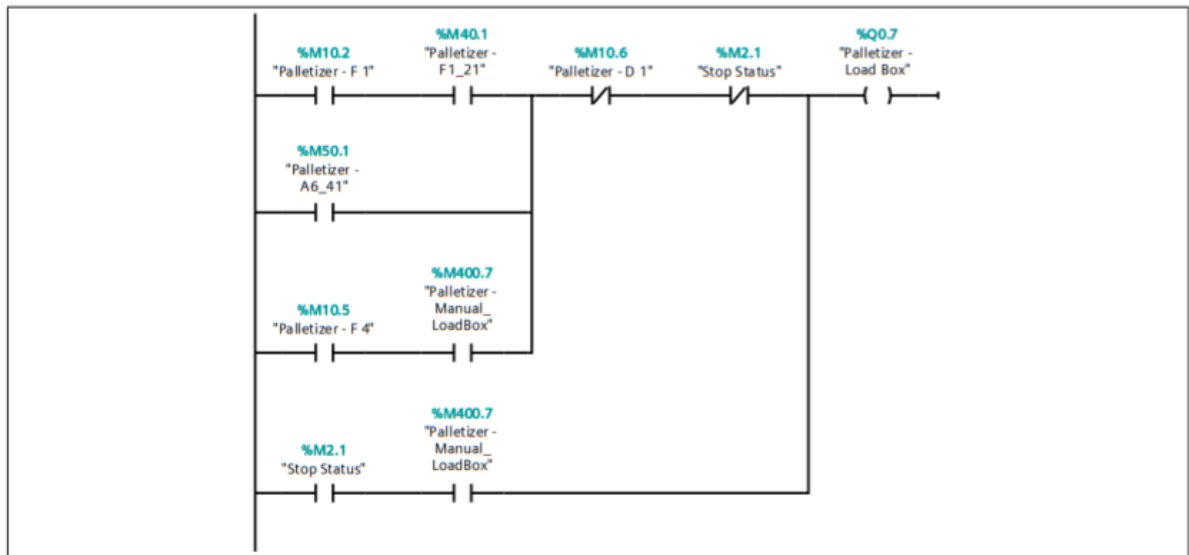 %M10.2
"Palletizer - F 1"
%M40.1
"Palletizer -
F1_21"
%M10.6
"Palletizer - D 1"
%M2.1
"Stop Status"
%Q0.7
"Palletizer -
Load Box"
%M50.1
"Palletizer -
A6_41"
%M10.5
"Palletizer - F 4"
%M400.7
"Palletizer -
Manual_
LoadBox"
%M2.1
"Stop Status"
%M400.7
"Palletizer -
Manual_
LoadBox"